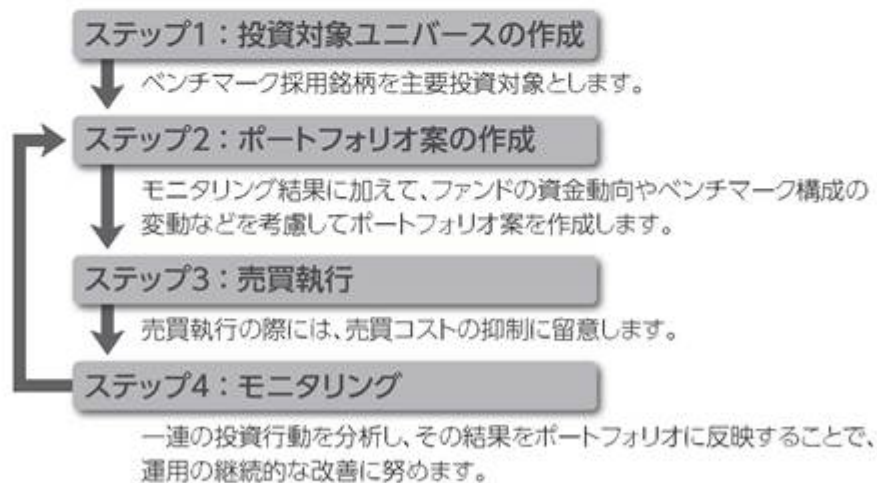 ステップ1：投資対象ユニバースの作成
ベンチマーク採用銘柄を主要投資対象とします。
ステップ2：ポートフォリオ案の作成
モニタリング結果に加えて、ファンドの資金動向やベンチマーク構成の
変動などを考慮してポートフォリオ案を作成します。
ステップ3：売買執行
売買執行の際には、売買コストの抑制に留意します。
ステップ4：モニタリング
一連の投資行動を分析し、その結果をポートフォリオに反映することで、
運用の継続的な改善に努めます。